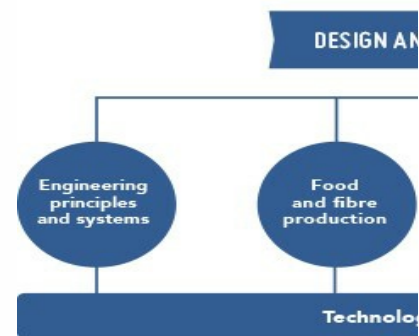 DESIGN AN
Engineering
principles
and systems
Food
and fibre
production
Technolo